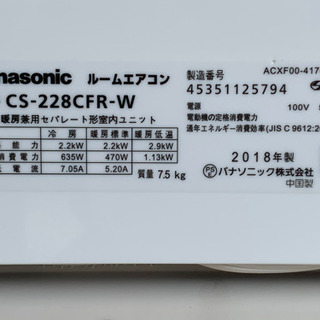 nasonic ルームエアコン
CS-228CFR-W
暖房兼用セパレート形室内ユニット
冷房 暖房標準 暖房低温
能力 2.2kW 2.2kW 2.9kW
消費電力 635W 470W 1.13kW
電流 7.05A 5.20A
質量 7.5 kg
ACXF00-417
製造番号
45351125794
電源 100V
電動機の定格消費電力
通年エネルギー消費効率(JIS C 9612:20
2018年製
PS E パナソニック株式会社
中国製